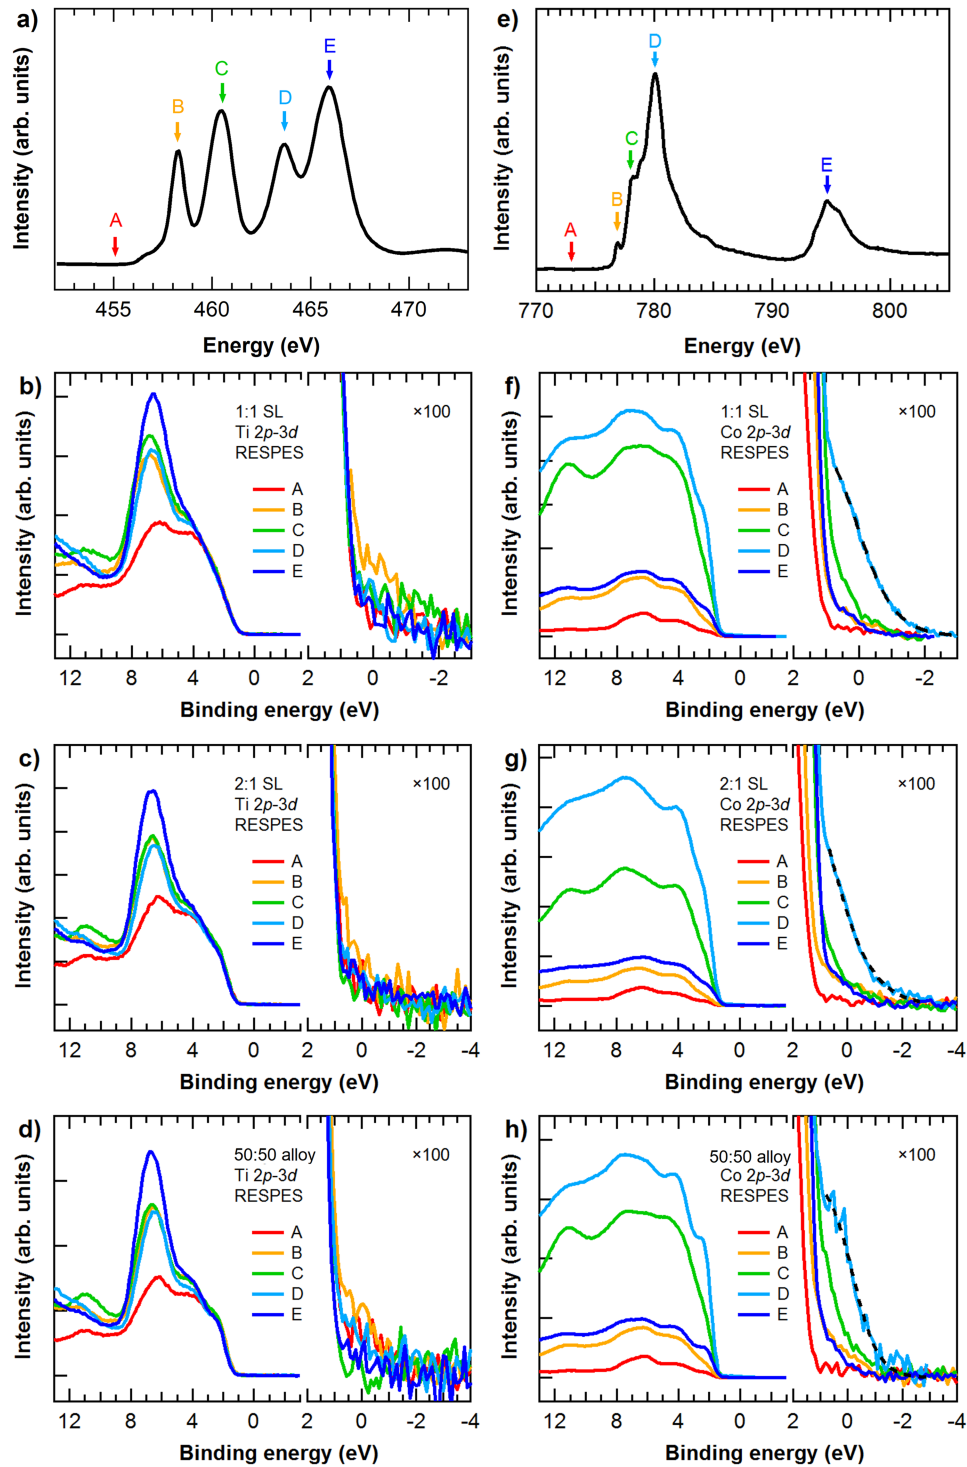 a)
Intensity (arb. units)
A
B
C
D
E
455
460
465
470
Energy (eV)
e)
Intensity (arb. units)
A
B
C
D
E
770
780
790
800
Energy (eV)
b)
Intensity (arb. units)
1:1 SL
Ti 2p-3d
RESPES
A
B
C
D
E
×100
12 8 4 0
2 0 -2
Binding energy (eV)
f)
Intensity (arb. units)
1:1 SL
Co 2p-3d
RESPES
A
B
C
D
E
×100
12 8 4 0
2 0 -2
Binding energy (eV)
c)
Intensity (arb. units)
2:1 SL
Ti 2p-3d
RESPES
A
B
C
D
E
×100
12 8 4 0
2 0 -2 -4
Binding energy (eV)
g)
Intensity (arb. units)
2:1 SL
Co 2p-3d
RESPES
A
B
C
D
E
×100
12 8 4 0
2 0 -2 -4
Binding energy (eV)
d)
Intensity (arb. units)
50:50 alloy
Ti 2p-3d
RESPES
A
B
C
D
E
×100
12 8 4 0
2 0 -2 -4
Binding energy (eV)
h)
Intensity (arb. units)
50:50 alloy
Co 2p-3d
RESPES
A
B
C
D
E
×100
12 8 4 0
2 0 -2 -4
Binding energy (eV)